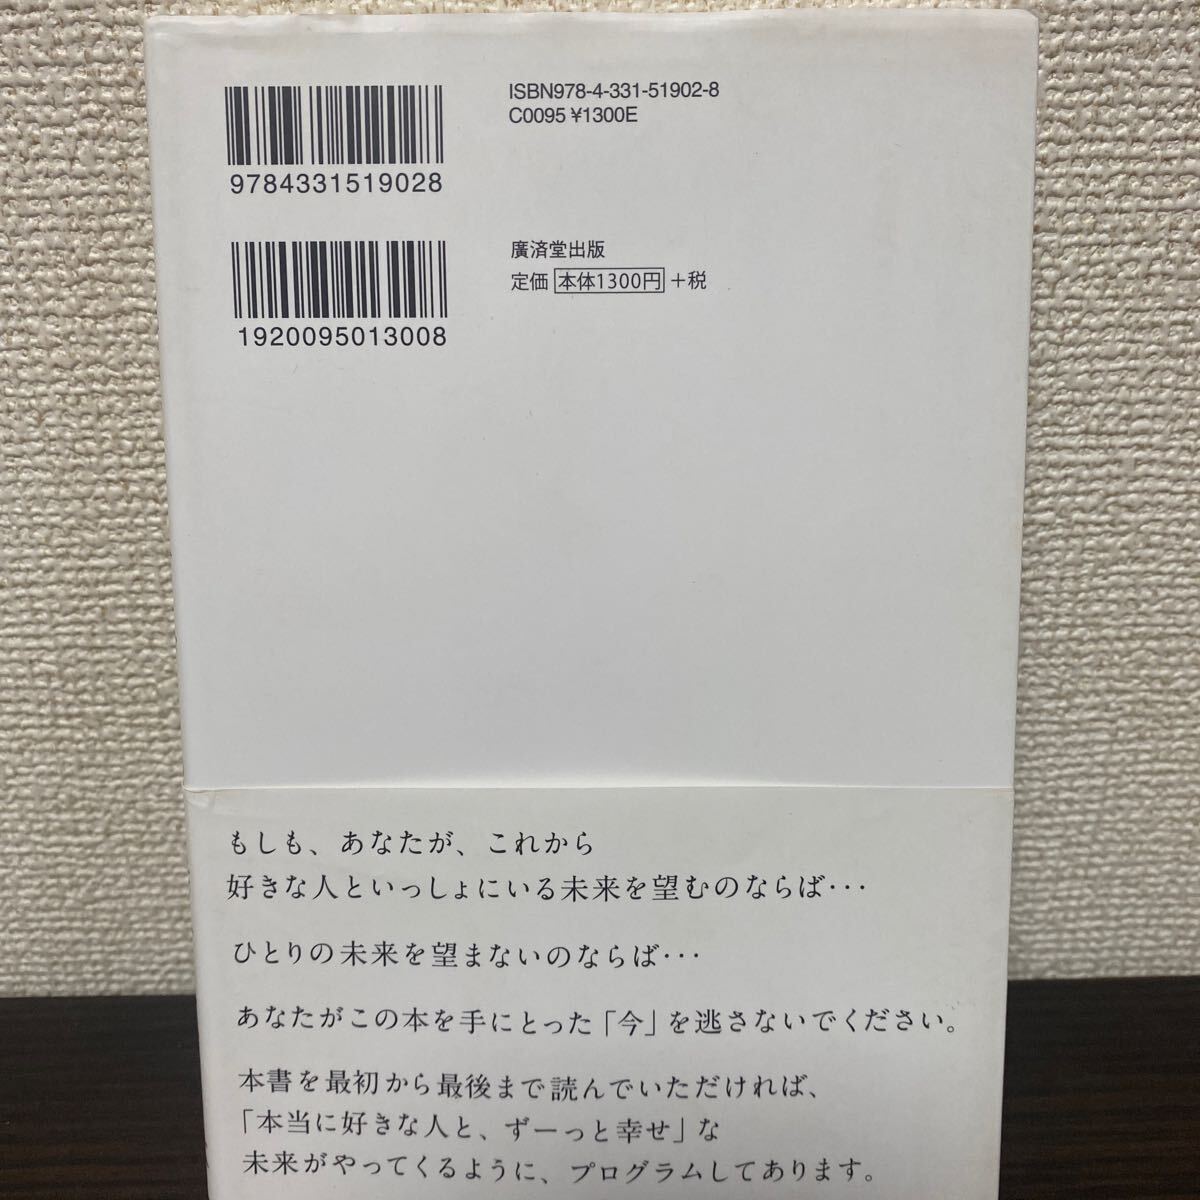 ISBN978-4-331-51902-8
C0095 ¥1300E
9784331519028
廣済堂出版
定価 本体1300円 +税
1920095013008
もしも、あなたが、これから
好きな人といっしょにいる未来を望むのならば・・・
ひとりの未来を望まないのならば・・・
あなたがこの本を手にとった「今」を逃さないでください。
本書を最初から最後まで読んでいただければ、
「本当に好きな人と、ずーっと幸せ」な
未来がやってくるように、プログラムしてあります。